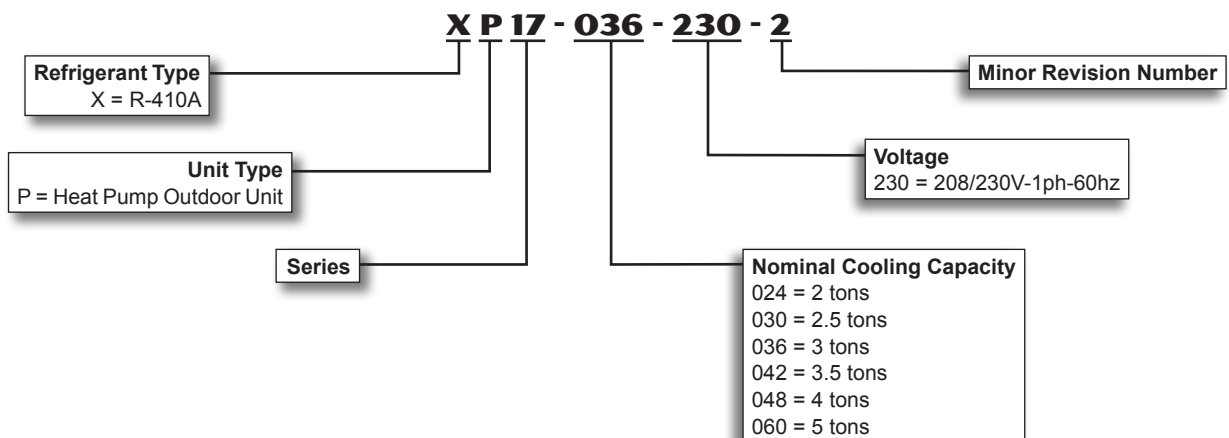 X P 17 - 036 - 230 - 2
Refrigerant Type
X = R-410A
Minor Revision Number
Unit Type
P = Heat Pump Outdoor Unit
Voltage
230 = 208/230V-1ph-60hz
Series
Nominal Cooling Capacity
024 = 2 tons
030 = 2.5 tons
036 = 3 tons
042 = 3.5 tons
048 = 4 tons
060 = 5 tons